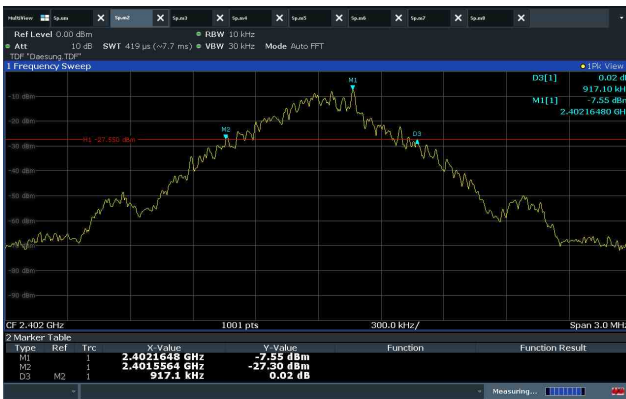 MultiView Sp.em Sp.m2 Sp.m3 Sp.m4 Sp.m5 Sp.m6 Sp.m7 Sp.m8
Ref Level 0.00 dBm RBW 10 kHz
Att 10 dB SWT 419 µs (~7.7 ms) VBW 30 kHz Mode Auto FFT
TDF "Daesung.TDF"
1 Frequency Sweep 1Pk View
D3[1] 0.02 d
917.10 kH
M1[1] -7.55 dBm
2.40216480 GH
M1
-10 dBm
-20 dBm
M2
D3
H1 -27.550 dBm
-30 dBm
-40 dBm
-50 dBm
-60 dBm
-70 dBm
-80 dBm
-90 dBm
CF 2.402 GHz 1001 pts 300.0 kHz/ Span 3.0 MHz
2 Marker Table
Type Ref Trc X-Value Y-Value Function Function Result
M1 1 2.4021648 GHz -7.55 dBm
M2 1 2.4015564 GHz -27.30 dBm
D3 M2 1 917.1 kHz 0.02 dB
Measuring...